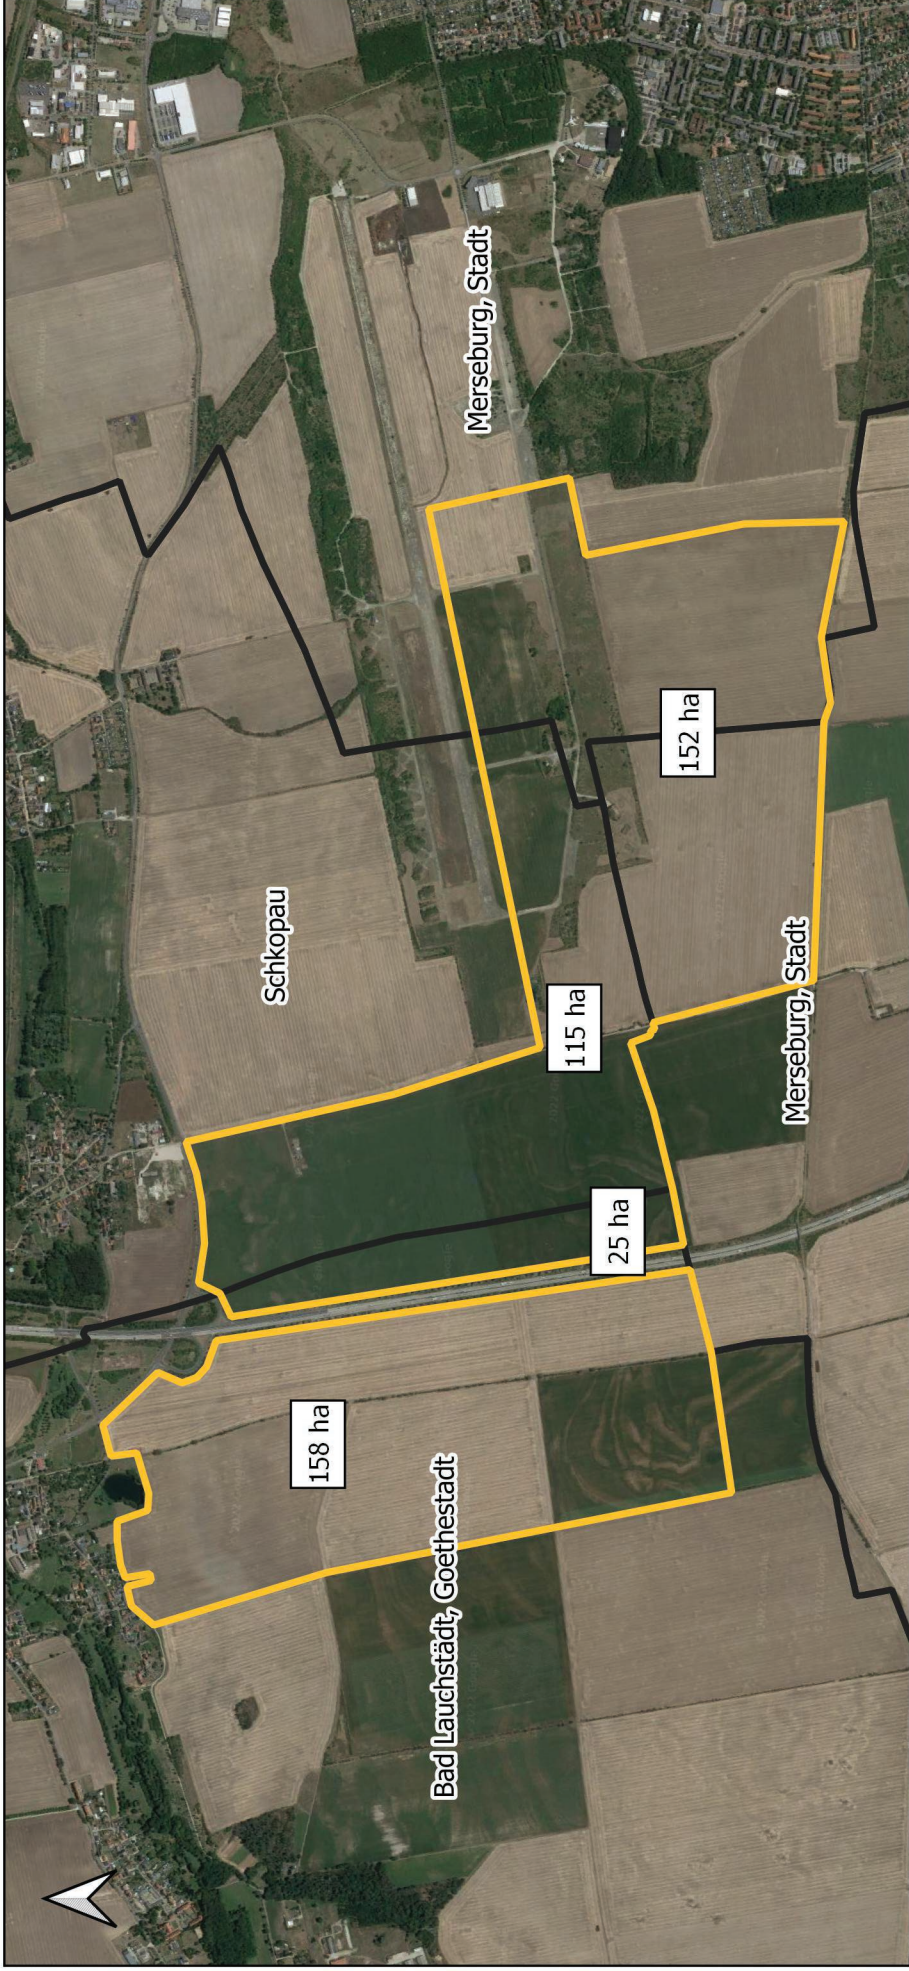 Schkopau
Merseburg, Stadt
158 ha
115 ha
Bad Lauchstädt, Goethestadt
25 ha
152 ha
Merseburg, Stadt